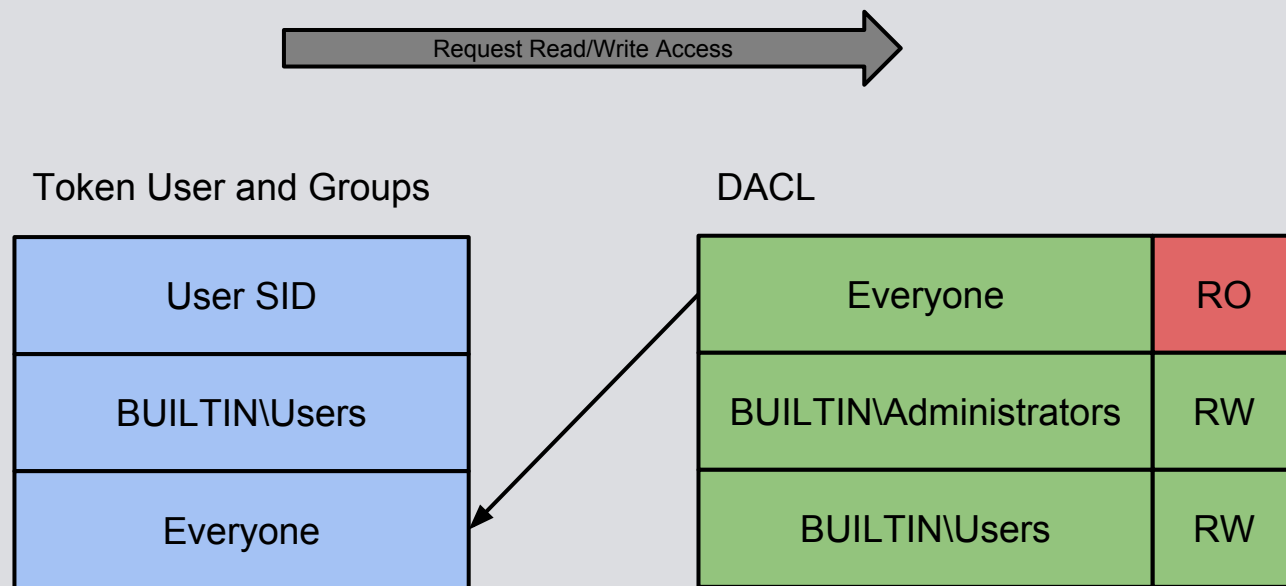 Request Read/Write Access
Token User and Groups
DACL
User SID
Everyone
RO
BUILTIN\Users
BUILTIN\Administrators
RW
Everyone
BUILTIN\Users
RW